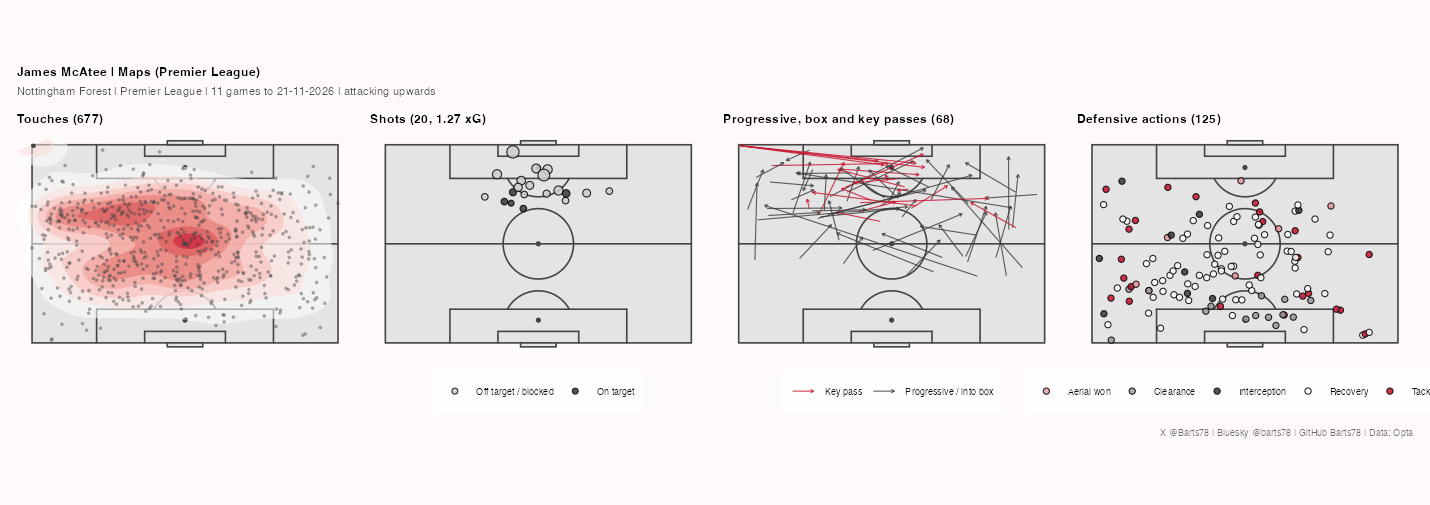 James McAtee | Maps (Premier League)
Nottingham Forest | Premier League | 11 games to 21-11-2026 | attacking upwards
Touches (677)
Shots (20, 1.27 xG)
Progressive, box and key passes (68)
Defensive actions (125)
Off target / blocked
On target
Key pass
Progressive / into box
Aerial won
Clearance
Interception
Recovery
Tack
X @Barts78 | Bluesky @barts78 | GitHub Barts78 | Data: Opta